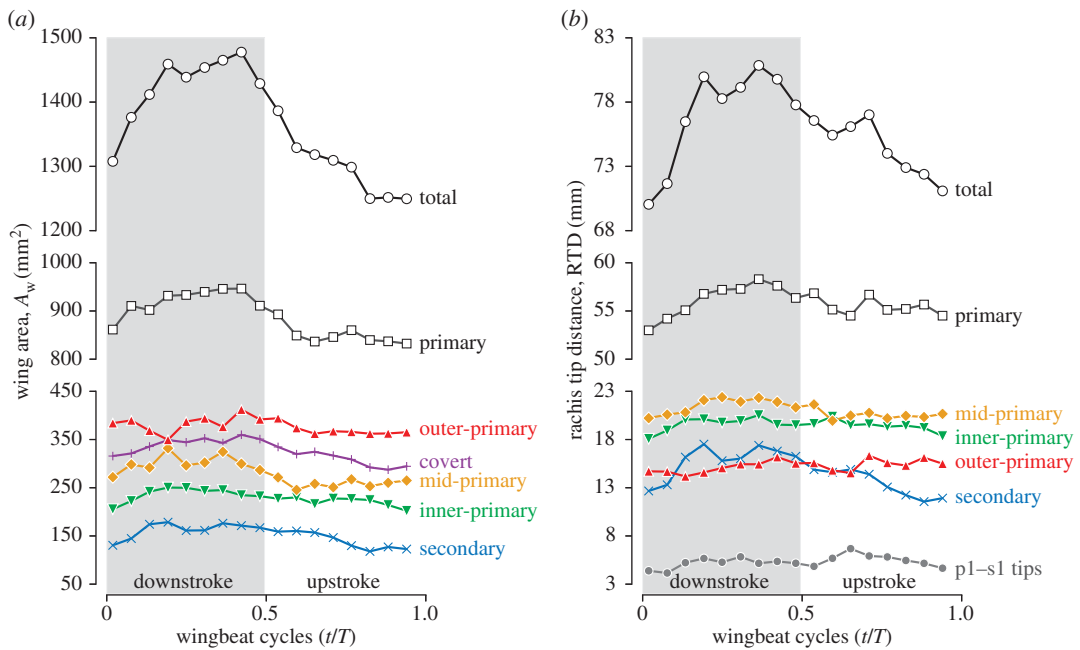 (a)
1500
1400
1300
1200
1000
900
800
450
350
250
150
50
wing area, A_w (mm²)
total
primary
outer-primary
covert
mid-primary
inner-primary
secondary
downstroke
upstroke
0
0.5
1.0
wingbeat cycles (t/T)
(b)
83
78
73
68
60
55
50
23
18
13
8
3
rachis tip distance, RTD (mm)
total
primary
mid-primary
inner-primary
outer-primary
secondary
p1–s1 tips
downstroke
upstroke
0
0.5
1.0
wingbeat cycles (t/T)